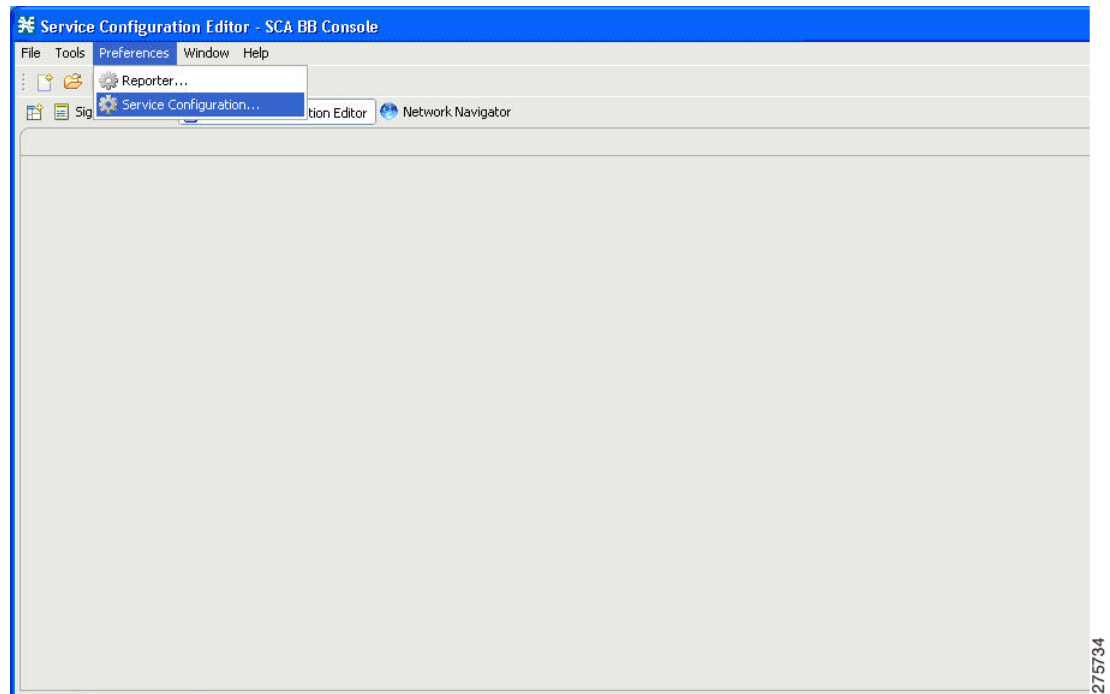 Service Configuration Editor - SCA BB Console
File Tools Preferences Window Help
Reporter...
Service Configuration...
Sig tion Editor Network Navigator
275734